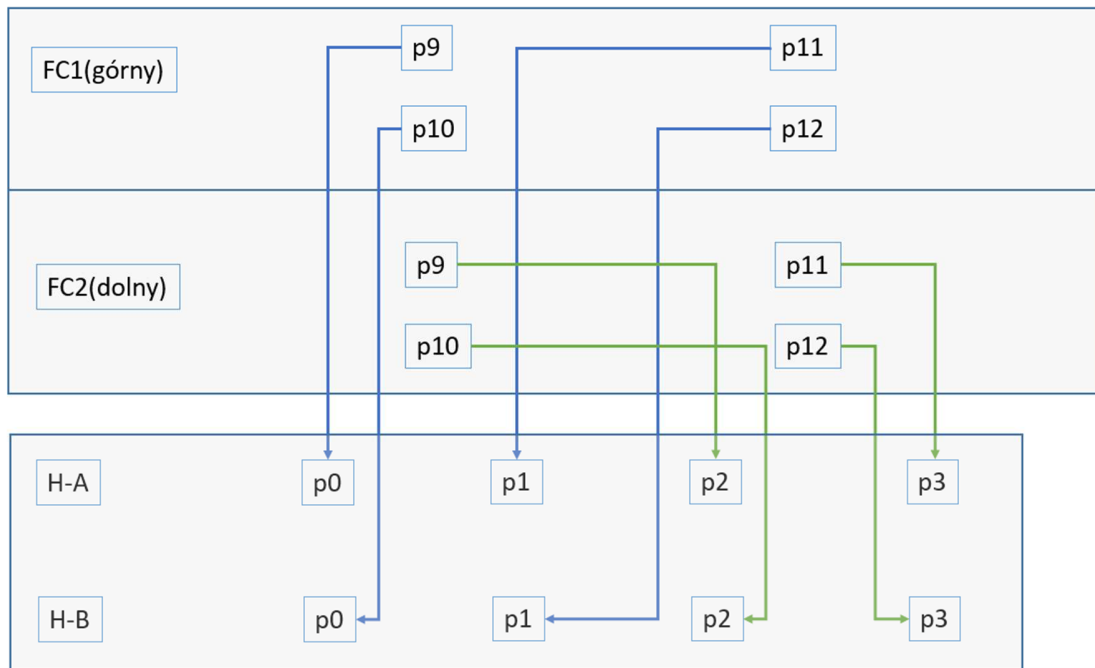 p9 p11
FC1(górny)
p10 p12
p9 p11
FC2(dolny)
p10 p12
H-A p0 p1 p2 p3
H-B p0 p1 p2 p3